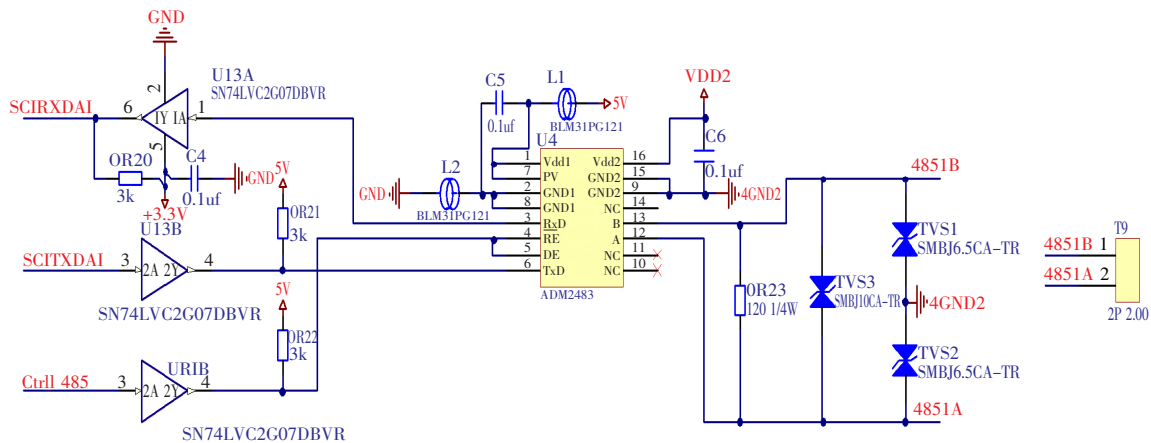 GND
U13A
SN74LVC2G07DBVR
2
SCIRXDAI
6
1Y 1A
1
5
OR20
3k
C4
0.1uf
GND
+3.3V
U13B
SCITXDAI
3
2A 2Y
4
SN74LVC2G07DBVR
5V
OR21
3k
5V
OR22
3k
Ctrll 485
3
2A 2Y
4
URIB
SN74LVC2G07DBVR
C5
0.1uf
L1
BLM31PG121
5V
GND
L2
BLM31PG121
U4
1 Vdd1 Vdd2 16
7 PV GND2 15
2 GND1 GND2 9
8 GND1 NC 14
3 RxD B 13
4 RE A 12
5 DE NC 11
6 TxD NC 10
ADM2483
VDD2
C6
0.1uf
4GND2
4851B
0R23
120 1/4W
TVS3
SMBJ10CA-TR
TVS1
SMBJ6.5CA-TR
4GND2
TVS2
SMBJ6.5CA-TR
4851A
T9
4851B 1
4851A 2
2P 2.00